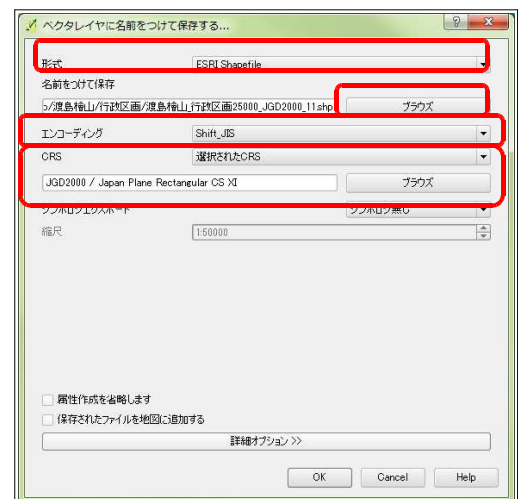 ベクタレイヤに名前をつけて保存する...
形式 ESRI Shapefile
名前をつけて保存
ﾗ/渡島檜山/行政区画/渡島檜山_行政区画25000_JGD2000_11.shp ブラウズ
エンコーディング Shift_JIS
CRS 選択されたCRS
JGD2000 / Japan Plane Rectangular CS XI ブラウズ
シンボロジエクスポート シンボロジ無し
縮尺 1:50000
属性作成を省略します
保存されたファイルを地図に追加する
詳細オプション >>
OK Cancel Help